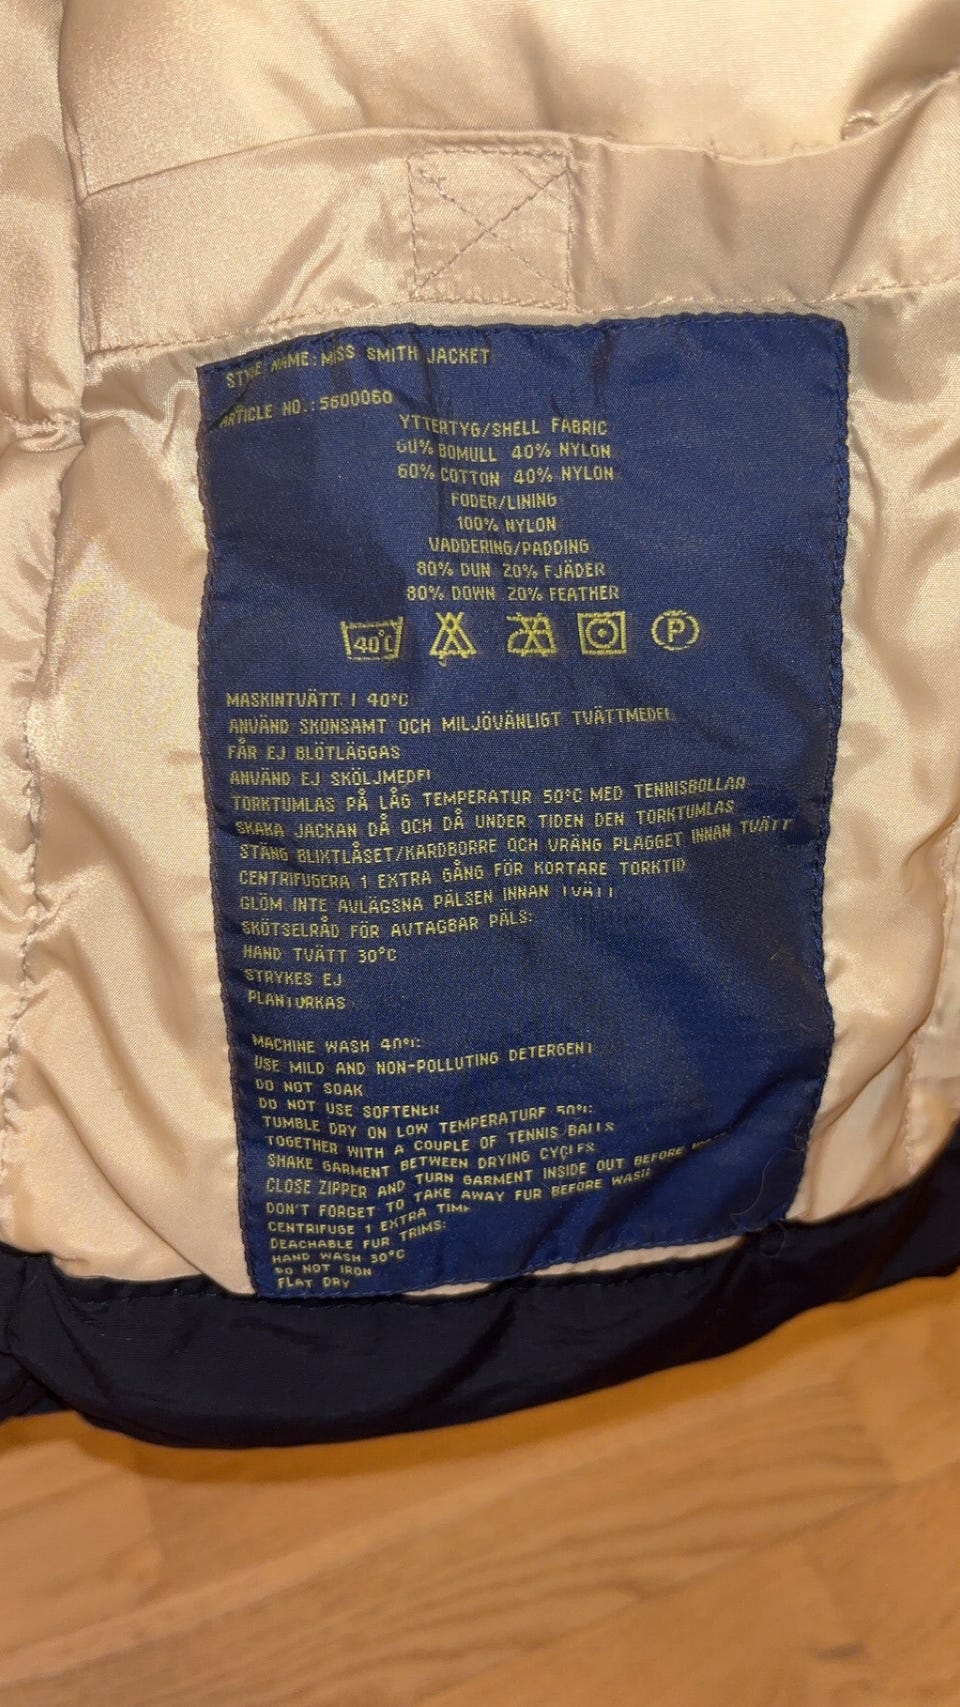 STYLE NAME: MISS SMITH JACKET
ARTICLE NO.: 5600060
YTTERTYG/SHELL FABRIC
60% BOMULL 40% NYLON
60% COTTON 40% NYLON
FODER/LINING
100% NYLON
VADDERING/PADDING
80% DUN 20% FJÄDER
80% DOWN 20% FEATHER
40°C P
MASKINTVÄTT I 40°C
ANVÄND SKONSAMT OCH MILJÖVÄNLIGT TVÄTTMEDEL
FÅR EJ BLÖTLÄGGAS
ANVÄND EJ SKÖLJMEDEL
TORKTUMLAS PÅ LÅG TEMPERATUR 50°C MED TENNISBOLLAR
SKAKA JACKAN DÅ OCH DÅ UNDER TIDEN DEN TORKTUMLAS
STÄNG BLIXTLÅSET/KARDBORRE OCH VRÄNG PLAGGET INNAN TVÄTT
CENTRIFUGERA 1 EXTRA GÅNG FÖR KORTARE TORKTID
GLÖM INTE AVLÄGSNA PÄLSEN INNAN TVÄTT
SKÖTSELRÅD FÖR AVTAGBAR PÄLS:
HAND TVÄTT 30°C
STRYKES EJ
PLANTORKAS
MACHINE WASH 40°C
USE MILD AND NON-POLLUTING DETERGENT
DO NOT SOAK
DO NOT USE SOFTENER
TUMBLE DRY ON LOW TEMPERATURE 50°C
TOGETHER WITH A COUPLE OF TENNIS BALLS
SHAKE GARMENT BETWEEN DRYING CYCLES
CLOSE ZIPPER AND TURN GARMENT INSIDE OUT BEFORE WASH
DON'T FORGET TO TAKE AWAY FUR BEFORE WASH
CENTRIFUGE 1 EXTRA TIME
DEACHABLE FUR TRIMS:
HAND WASH 30°C
DO NOT IRON
FLAT DRY